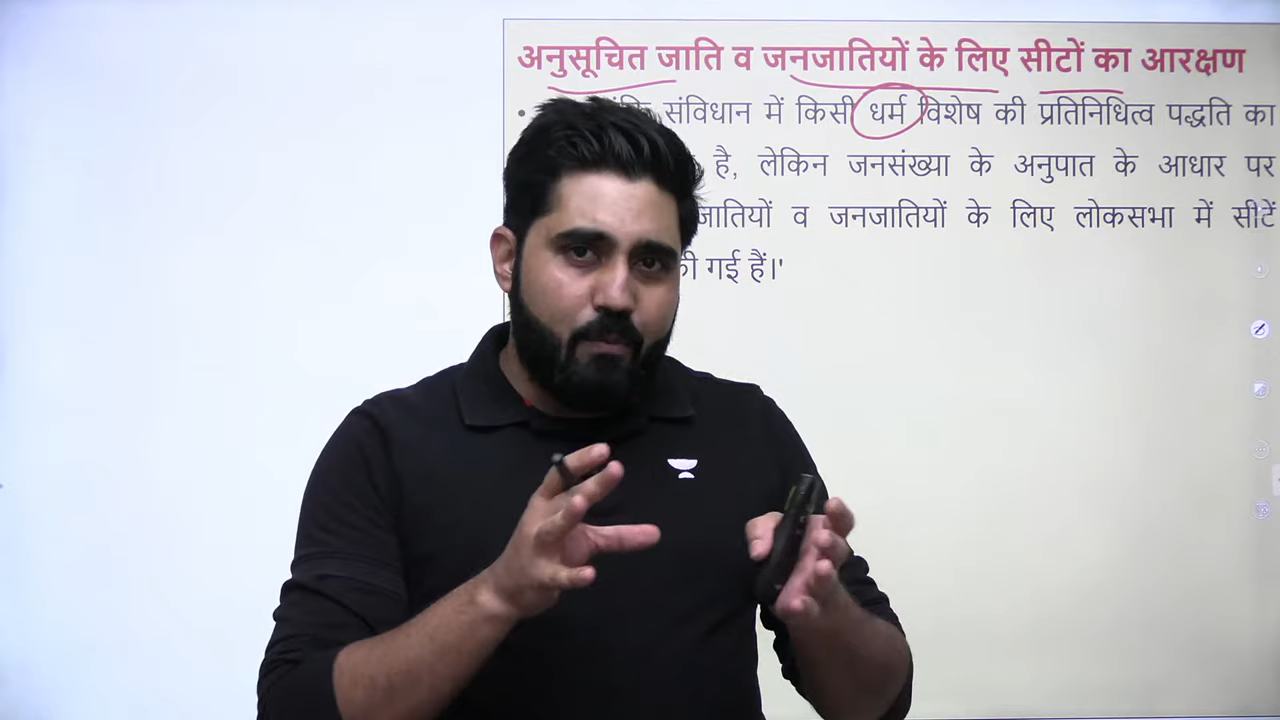 अनुसूचित जाति व जनजातियों के लिए सीटों का आरक्षण
संविधान में किसी धर्म विशेष की प्रतिनिधित्व पद्धति का
है, लेकिन जनसंख्या के अनुपात के आधार पर
जातियों व जनजातियों के लिए लोकसभा में सीटें
की गई हैं।'